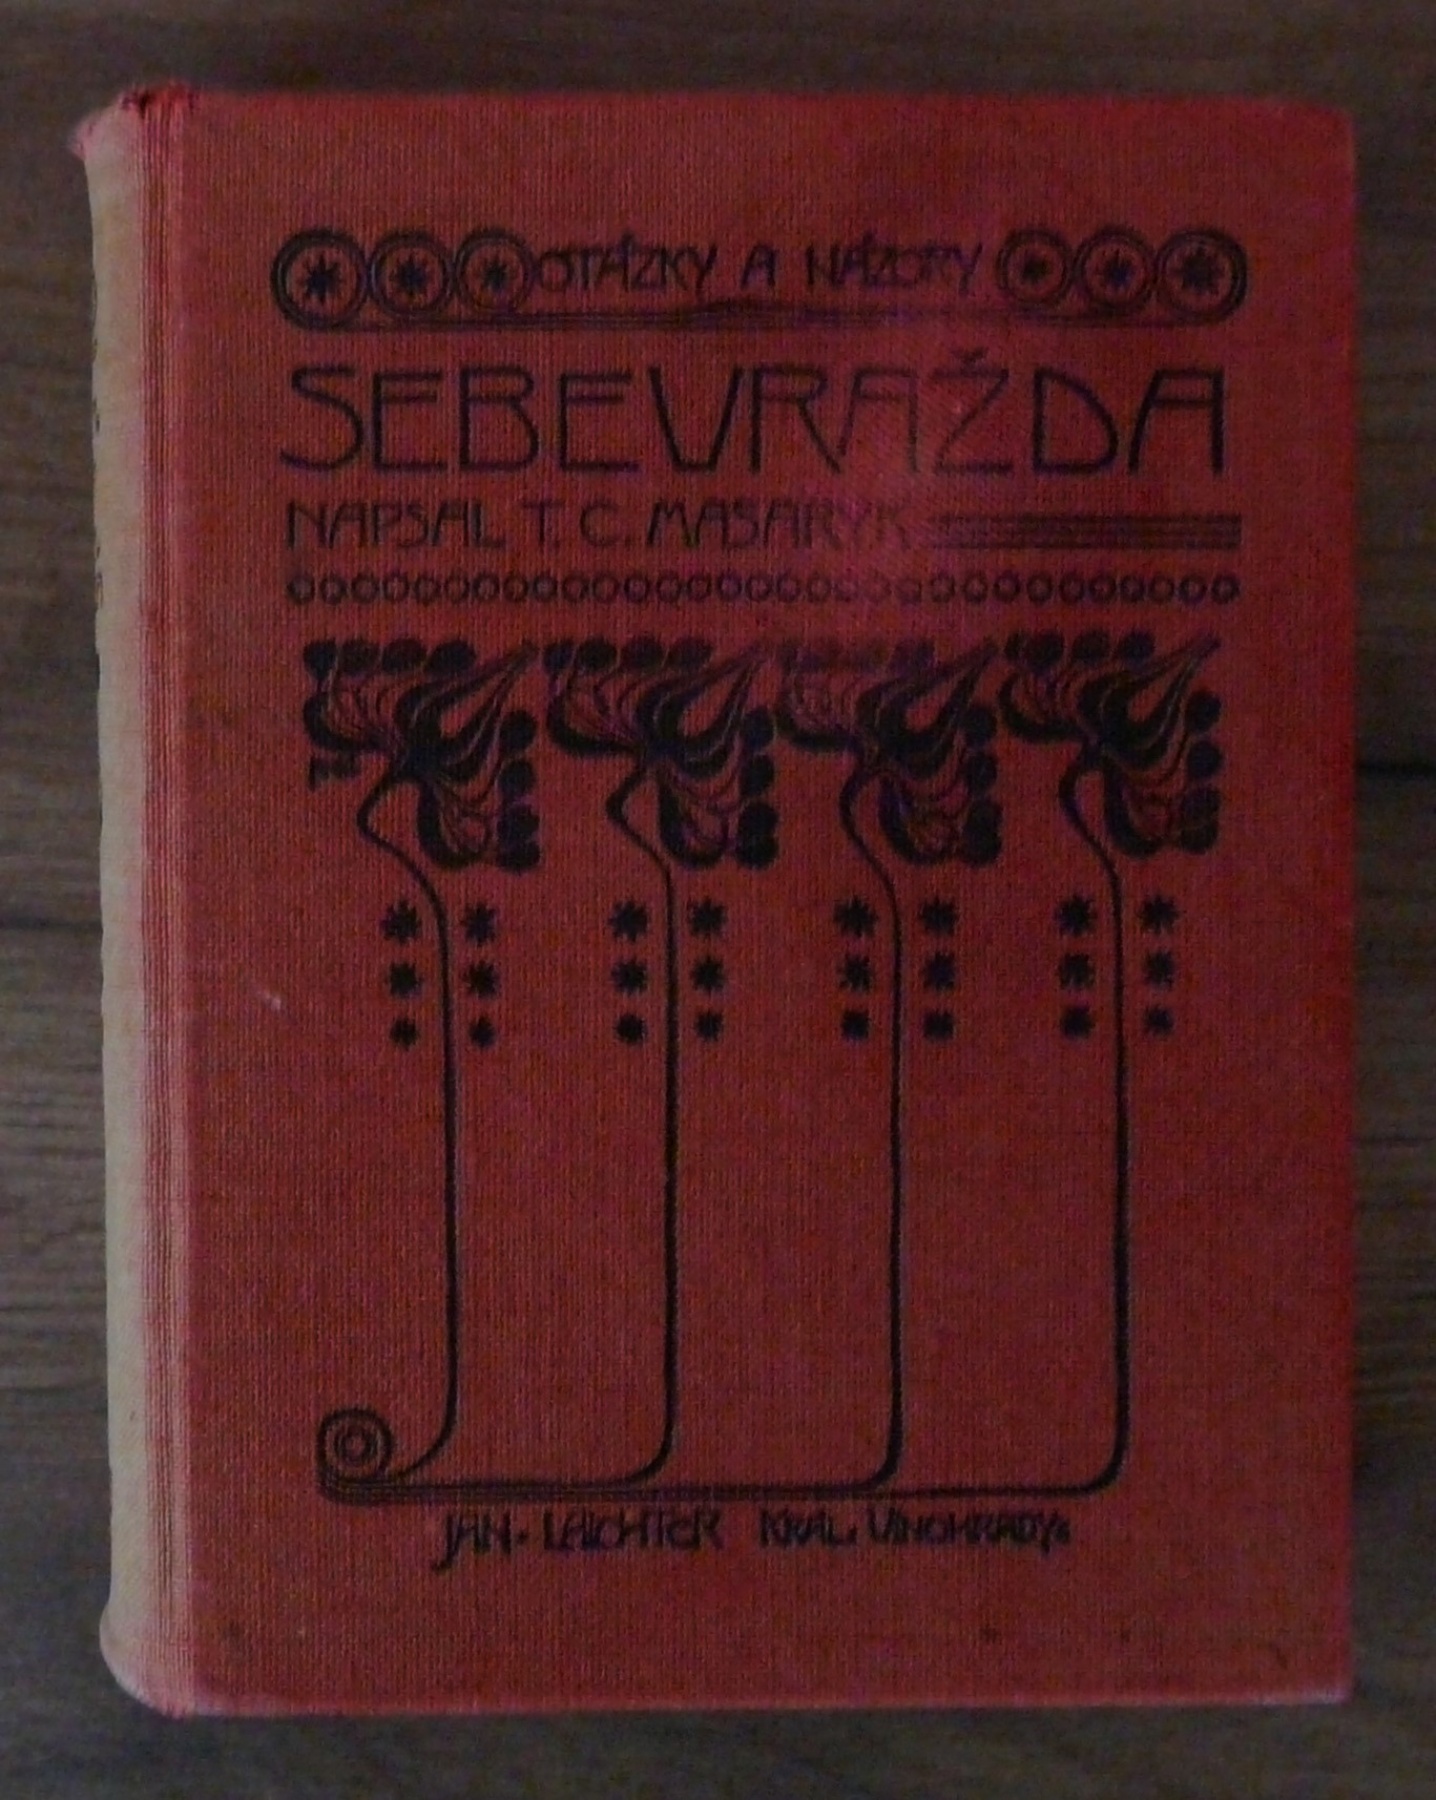 OTÁZKY A NÁZORY
SEBEVRAŽDA
NAPSAL T. G. MASARYK
JAN LAICHTER KRÁL. VINOHRADY